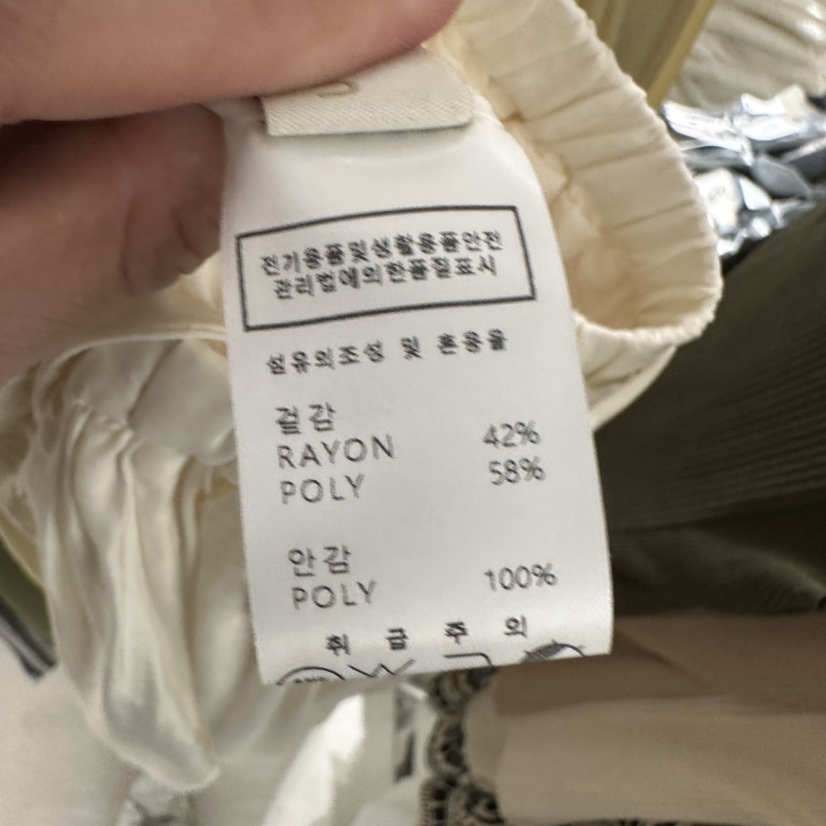 전기용품및생활용품안전
관리법에의한품질표시
섬유의조성 및 혼용율
겉감
RAYON 42%
POLY 58%
안감
POLY 100%
취급주의